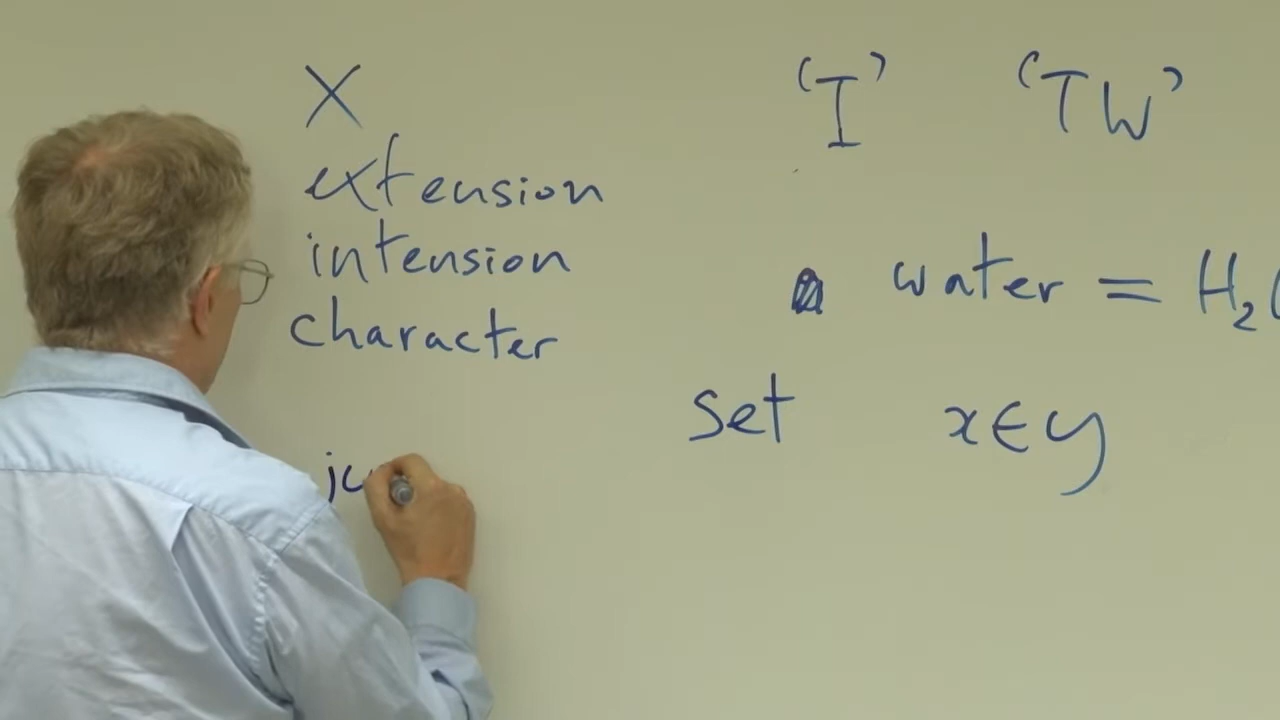 X
extension
intension
character
‘I’ ‘TW’
water = H₂
set x∈y